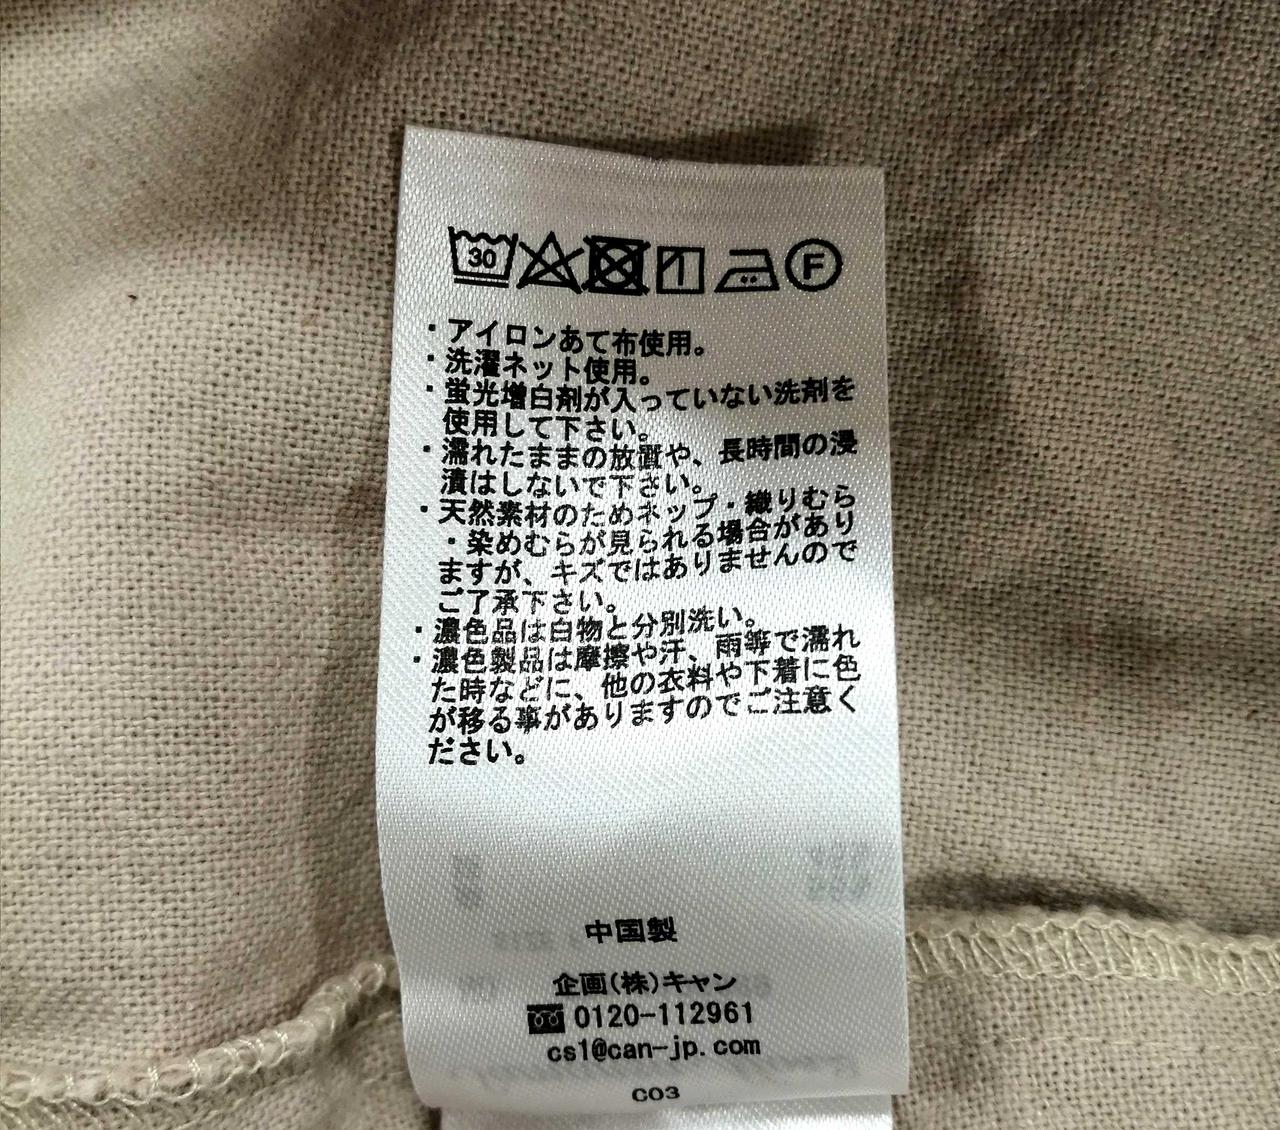 30 F
・アイロンあて布使用。
・洗濯ネット使用。
・蛍光増白剤が入っていない洗剤を
使用して下さい。
・濡れたままの放置や、長時間の浸
漬はしないで下さい。
・天然素材のためネップ・織りむら
・染めむらが見られる場合があり
ますが、キズではありませんので
ご了承下さい。
・濃色品は白物と分別洗い。
・濃色製品は摩擦や汗、雨等で濡れ
た時などに、他の衣料や下着に色
が移る事がありますのでご注意く
ださい。
中国製
企画(株)キャン
0120-112961
cs1@can-jp.com
C03